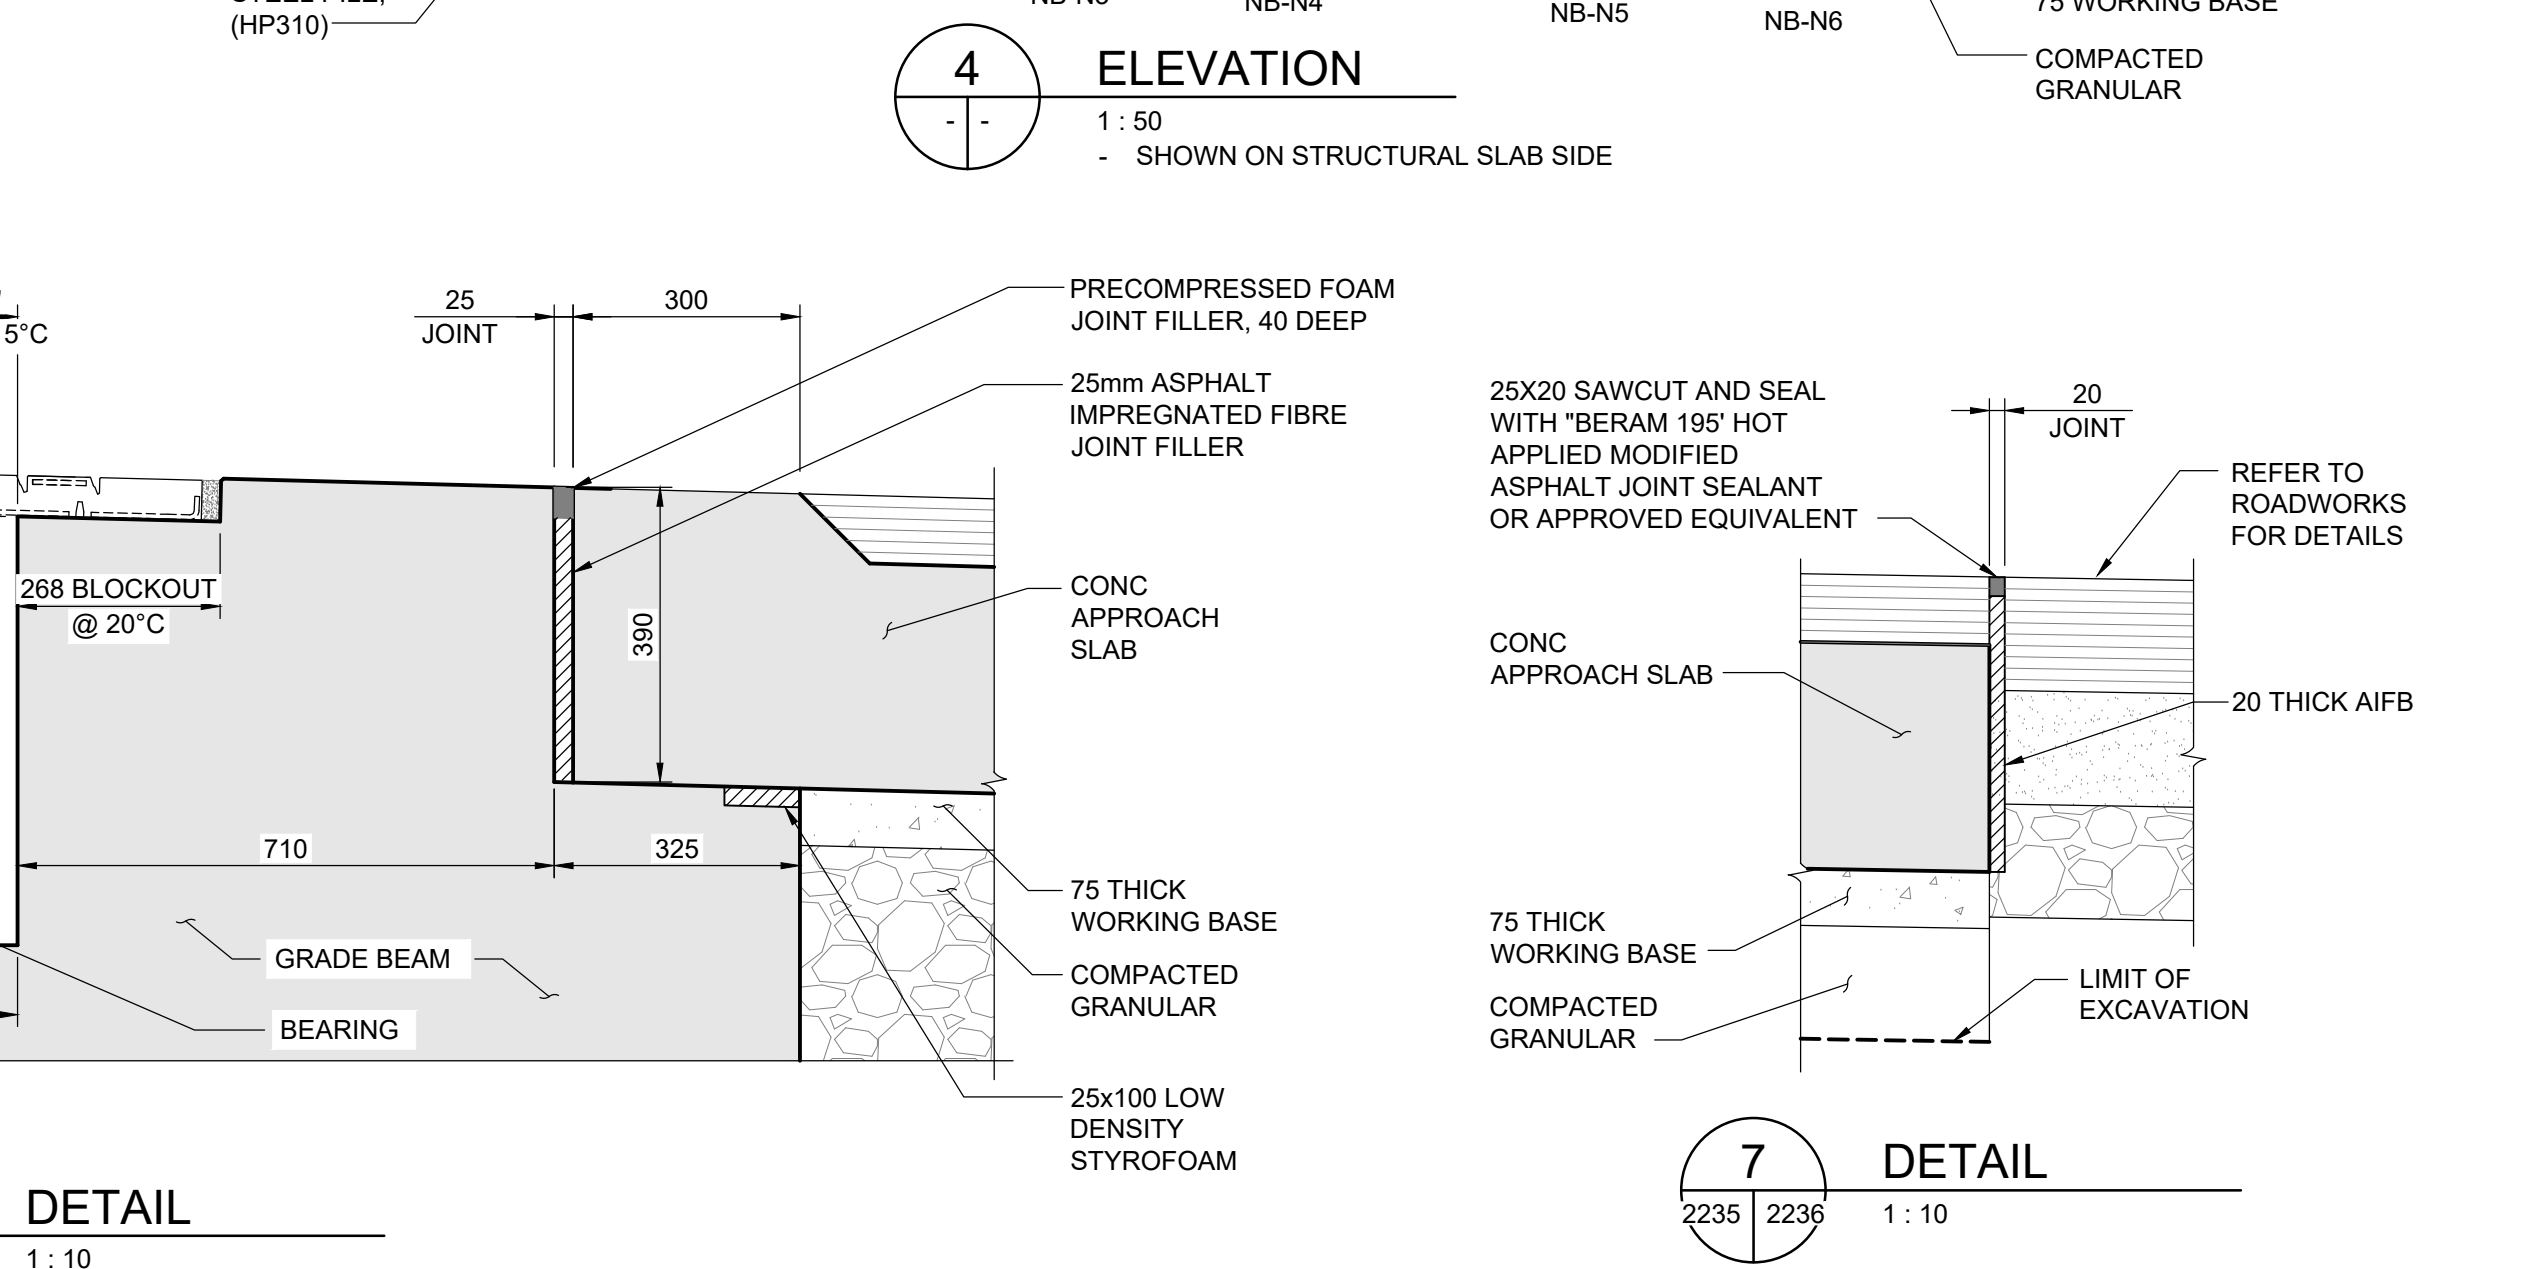 (HP310)
NB-N4
NB-N5
NB-N6
75 WORKING BASE
COMPACTED
GRANULAR
4
- -
ELEVATION
1 : 50
- SHOWN ON STRUCTURAL SLAB SIDE
5°C
25
JOINT
300
PRECOMPRESSED FOAM
JOINT FILLER, 40 DEEP
25mm ASPHALT
IMPREGNATED FIBRE
JOINT FILLER
268 BLOCKOUT
@ 20°C
390
CONC
APPROACH
SLAB
710
325
75 THICK
WORKING BASE
GRADE BEAM
COMPACTED
GRANULAR
BEARING
25x100 LOW
DENSITY
STYROFOAM
DETAIL
1 : 10
25X20 SAWCUT AND SEAL
WITH "BERAM 195' HOT
APPLIED MODIFIED
ASPHALT JOINT SEALANT
OR APPROVED EQUIVALENT
20
JOINT
REFER TO
ROADWORKS
FOR DETAILS
CONC
APPROACH SLAB
20 THICK AIFB
75 THICK
WORKING BASE
COMPACTED
GRANULAR
LIMIT OF
EXCAVATION
7
2235 2236
DETAIL
1 : 10